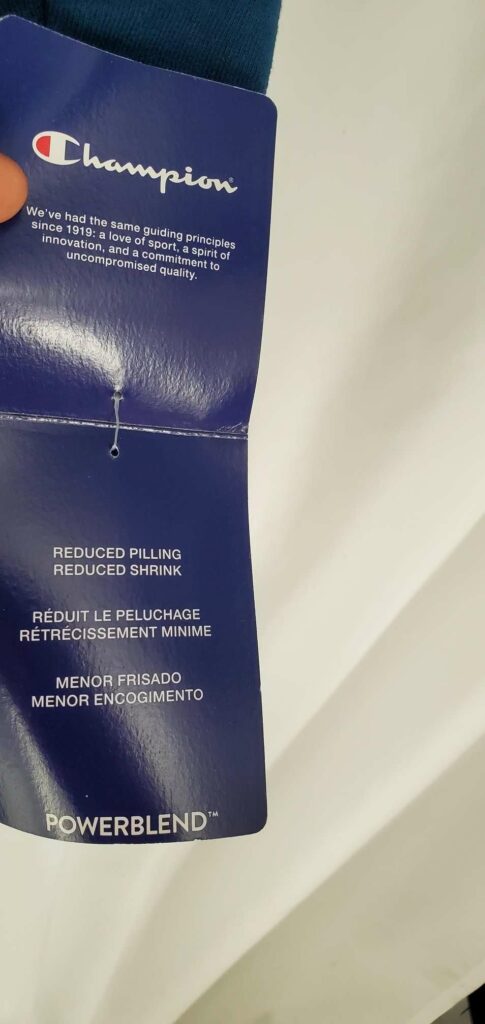 Champion®
We've had the same guiding principles
since 1919: a love of sport, a spirit of
innovation, and a commitment to
uncompromised quality.
REDUCED PILLING
REDUCED SHRINK
RÉDUIT LE PELUCHAGE
RÉTRÉCISSEMENT MINIME
MENOR FRISADO
MENOR ENCOGIMENTO
POWERBLEND™